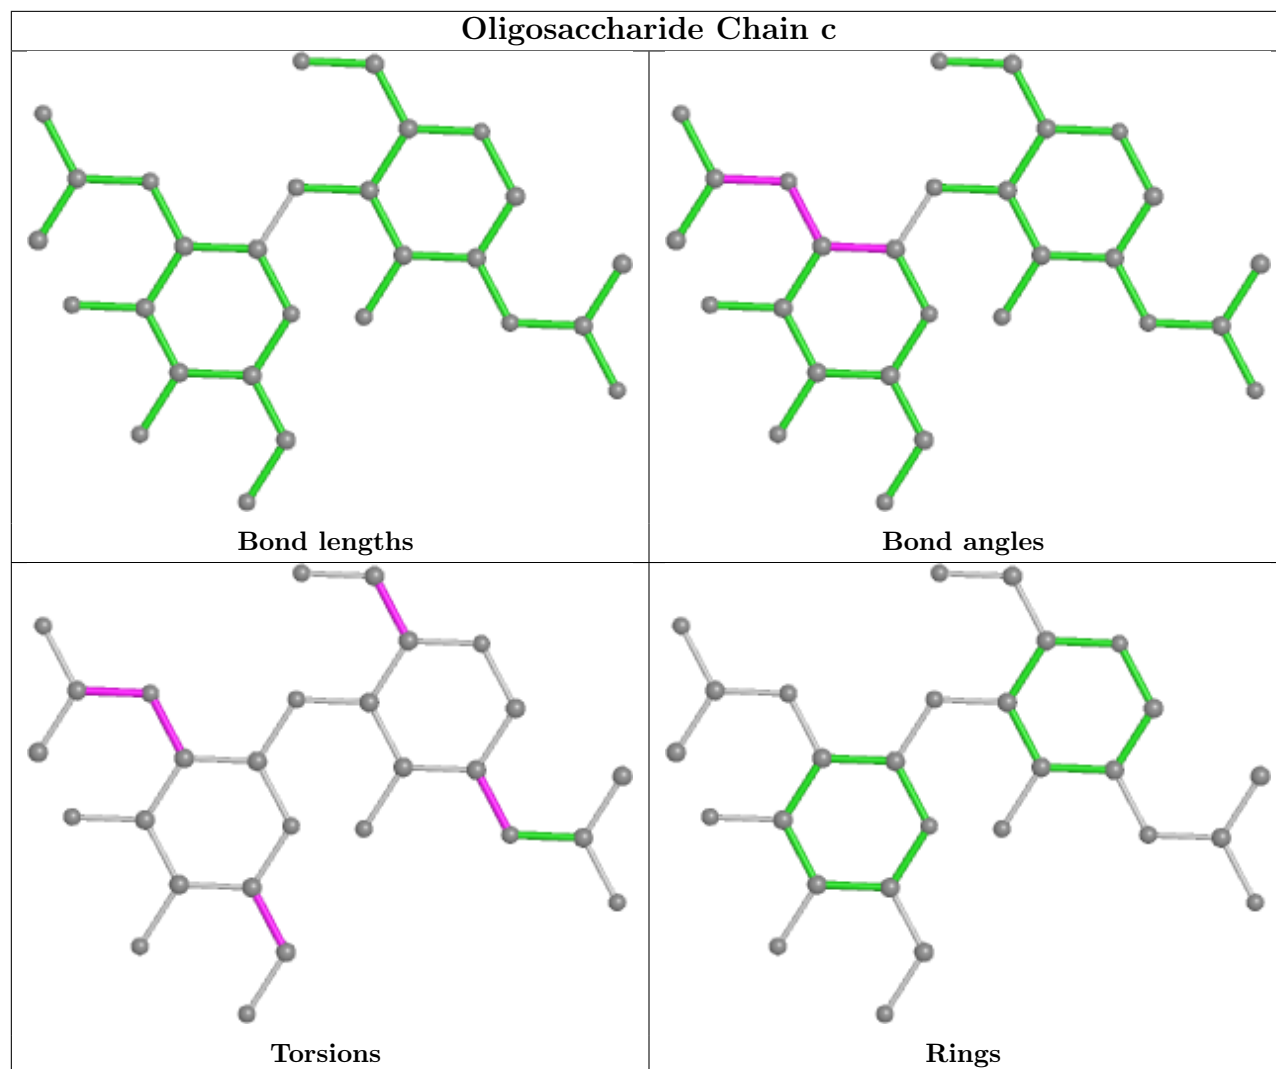 Oligosaccharide Chain c
Bond lengths
Bond angles
Torsions
Rings